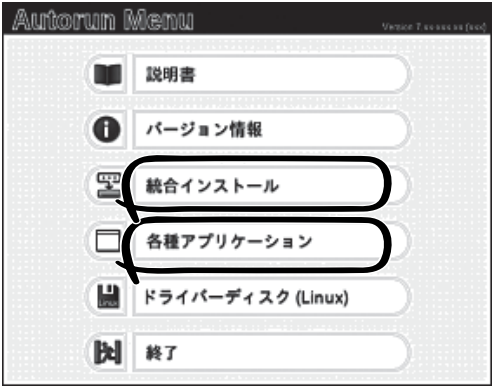 Autorun Menu
説明書
バージョン情報
統合インストール
各種アプリケーション
ドライバーディスク (Linux)
終了